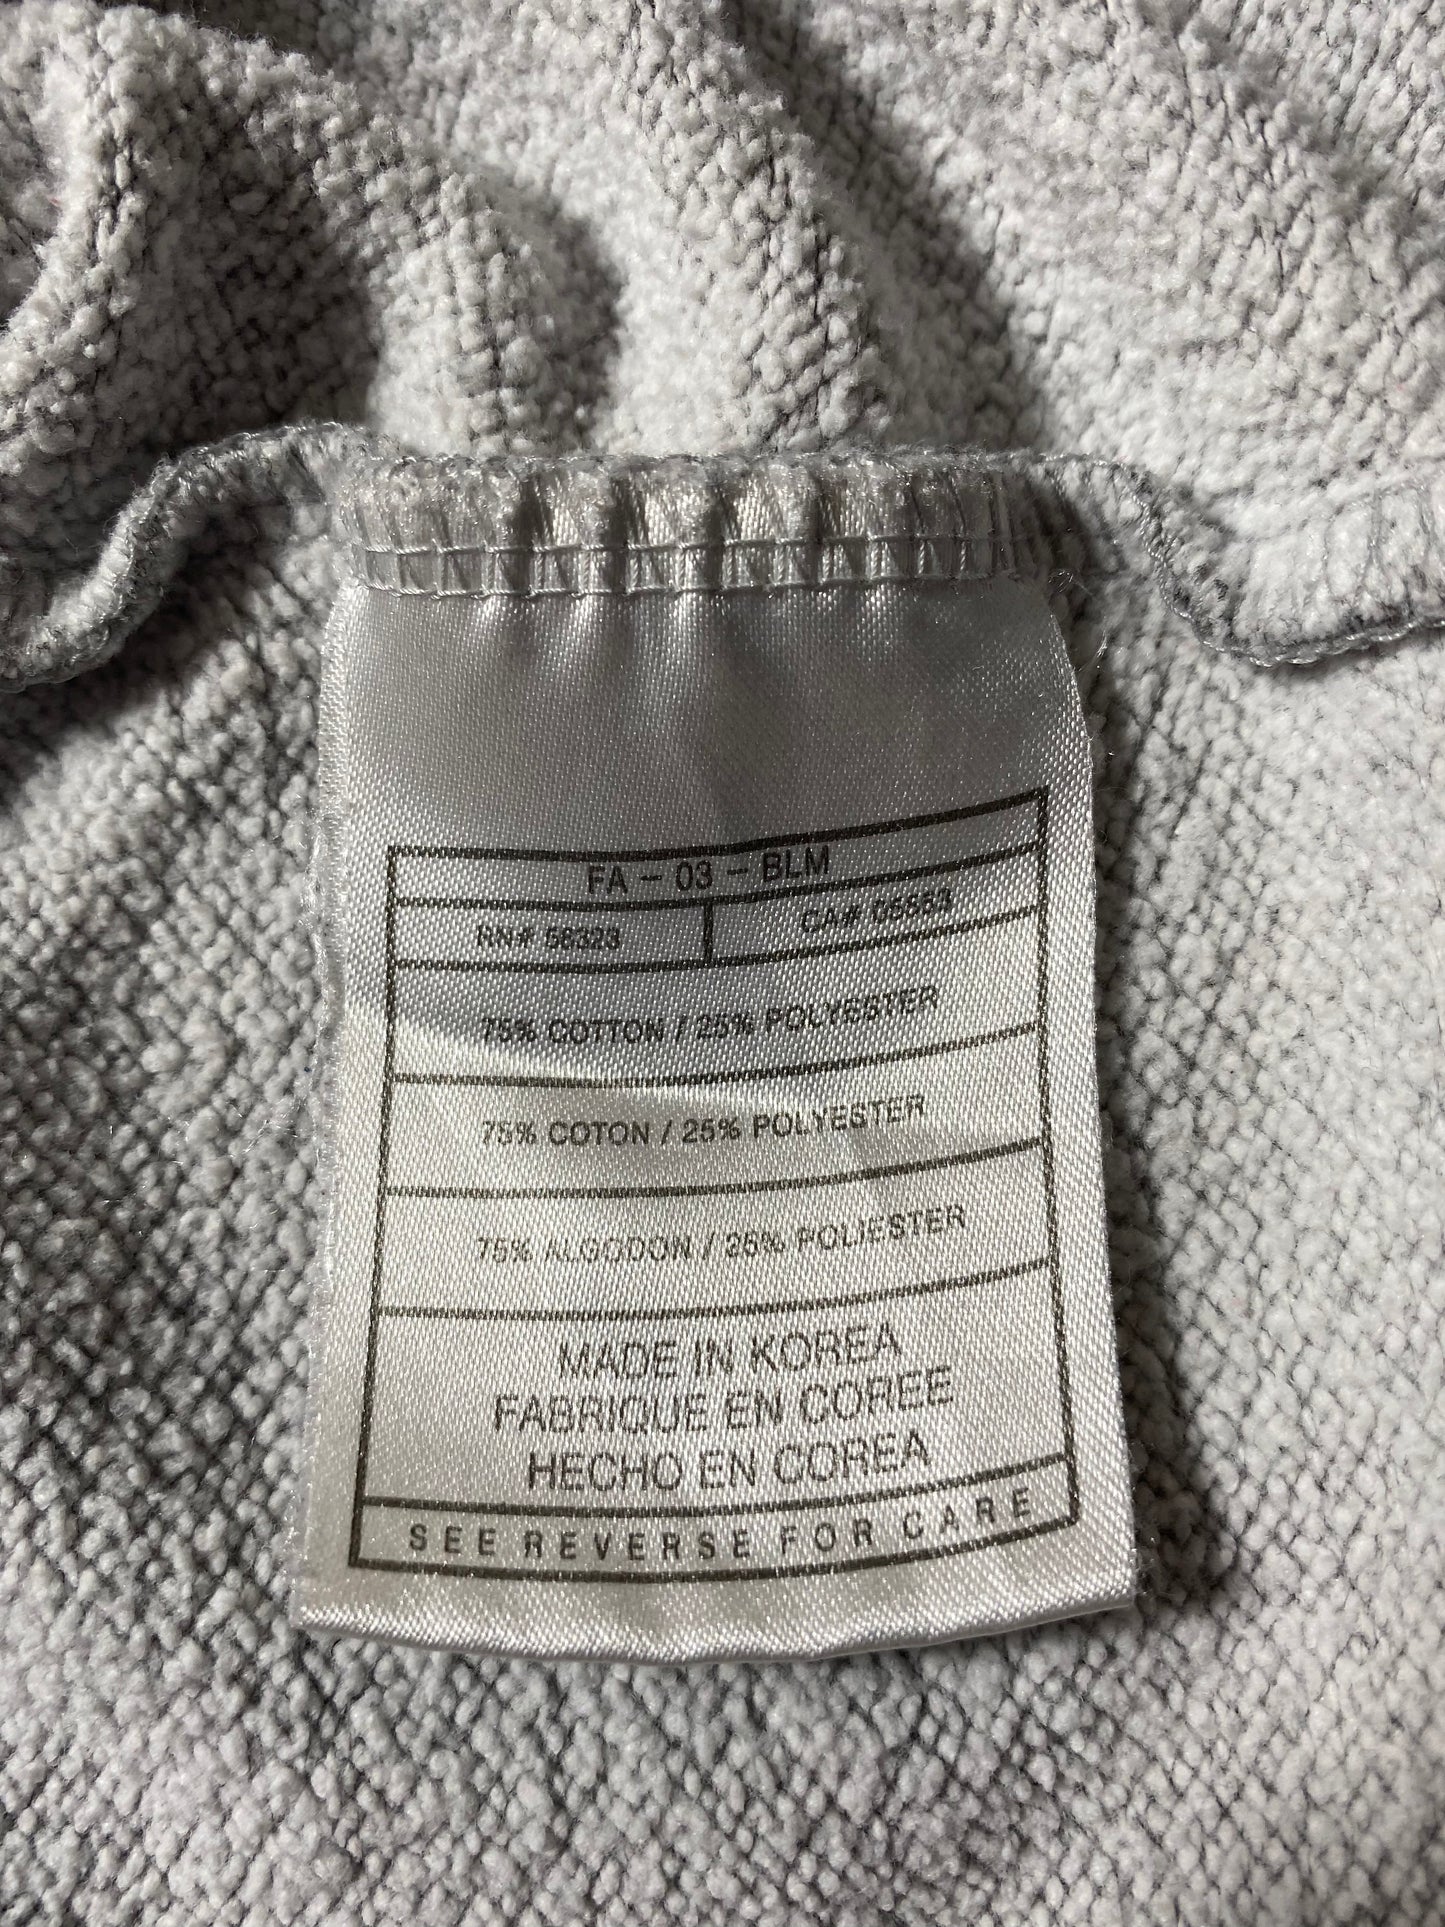 FA - 03 - BLM
RN# 56323 CA# 05553
75% COTTON / 25% POLYESTER
75% COTON / 25% POLYESTER
75% ALGODON / 25% POLIESTER
MADE IN KOREA
FABRIQUE EN COREE
HECHO EN COREA
SEE REVERSE FOR CARE